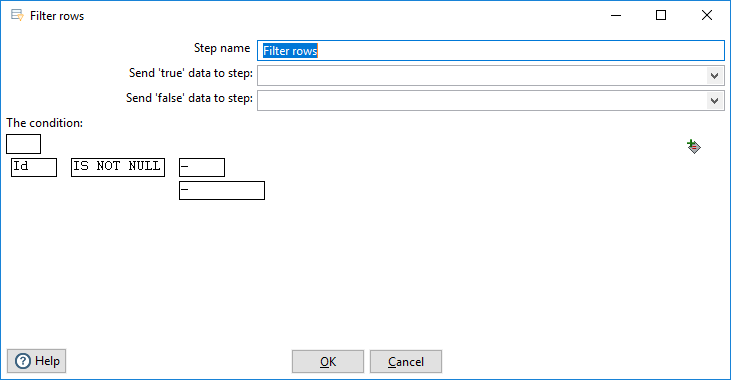 Filter rows
Step name Filter rows
Send 'true' data to step:
Send 'false' data to step:
The condition:
Id IS NOT NULL -
-
Help OK Cancel